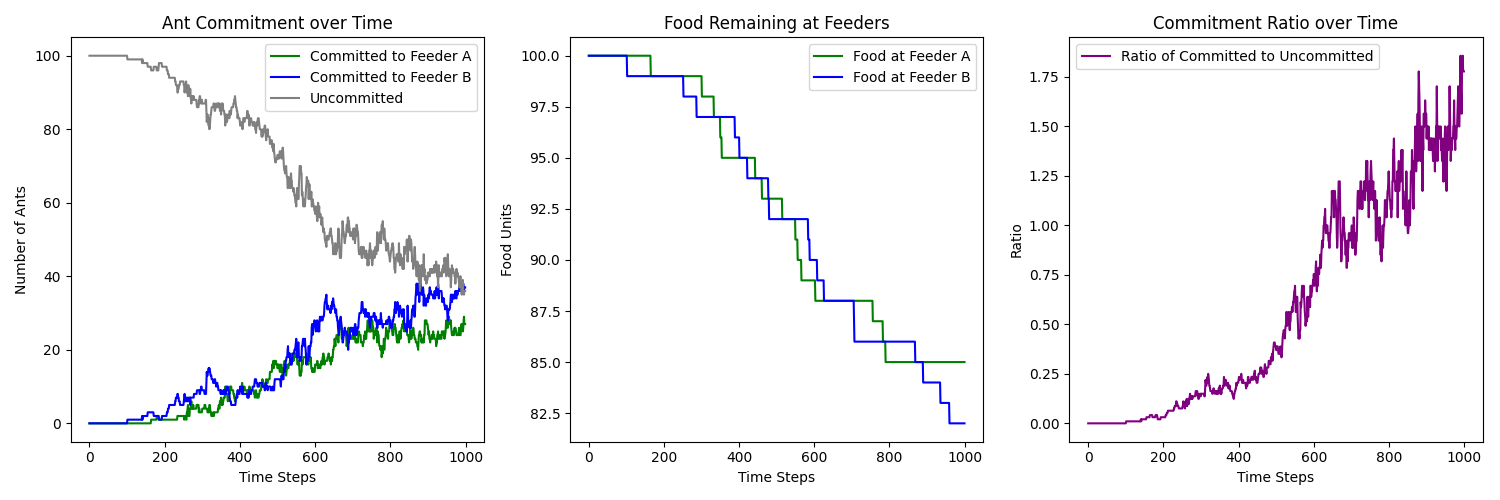 Ant Commitment over Time
Number of Ants
100
80
60
40
20
0
Committed to Feeder A
Committed to Feeder B
Uncommitted
0 200 400 600 800 1000
Time Steps
Food Remaining at Feeders
Food Units
100.0
97.5
95.0
92.5
90.0
87.5
85.0
82.5
Food at Feeder A
Food at Feeder B
0 200 400 600 800 1000
Time Steps
Commitment Ratio over Time
Ratio
1.75
1.50
1.25
1.00
0.75
0.50
0.25
0.00
Ratio of Committed to Uncommitted
0 200 400 600 800 1000
Time Steps